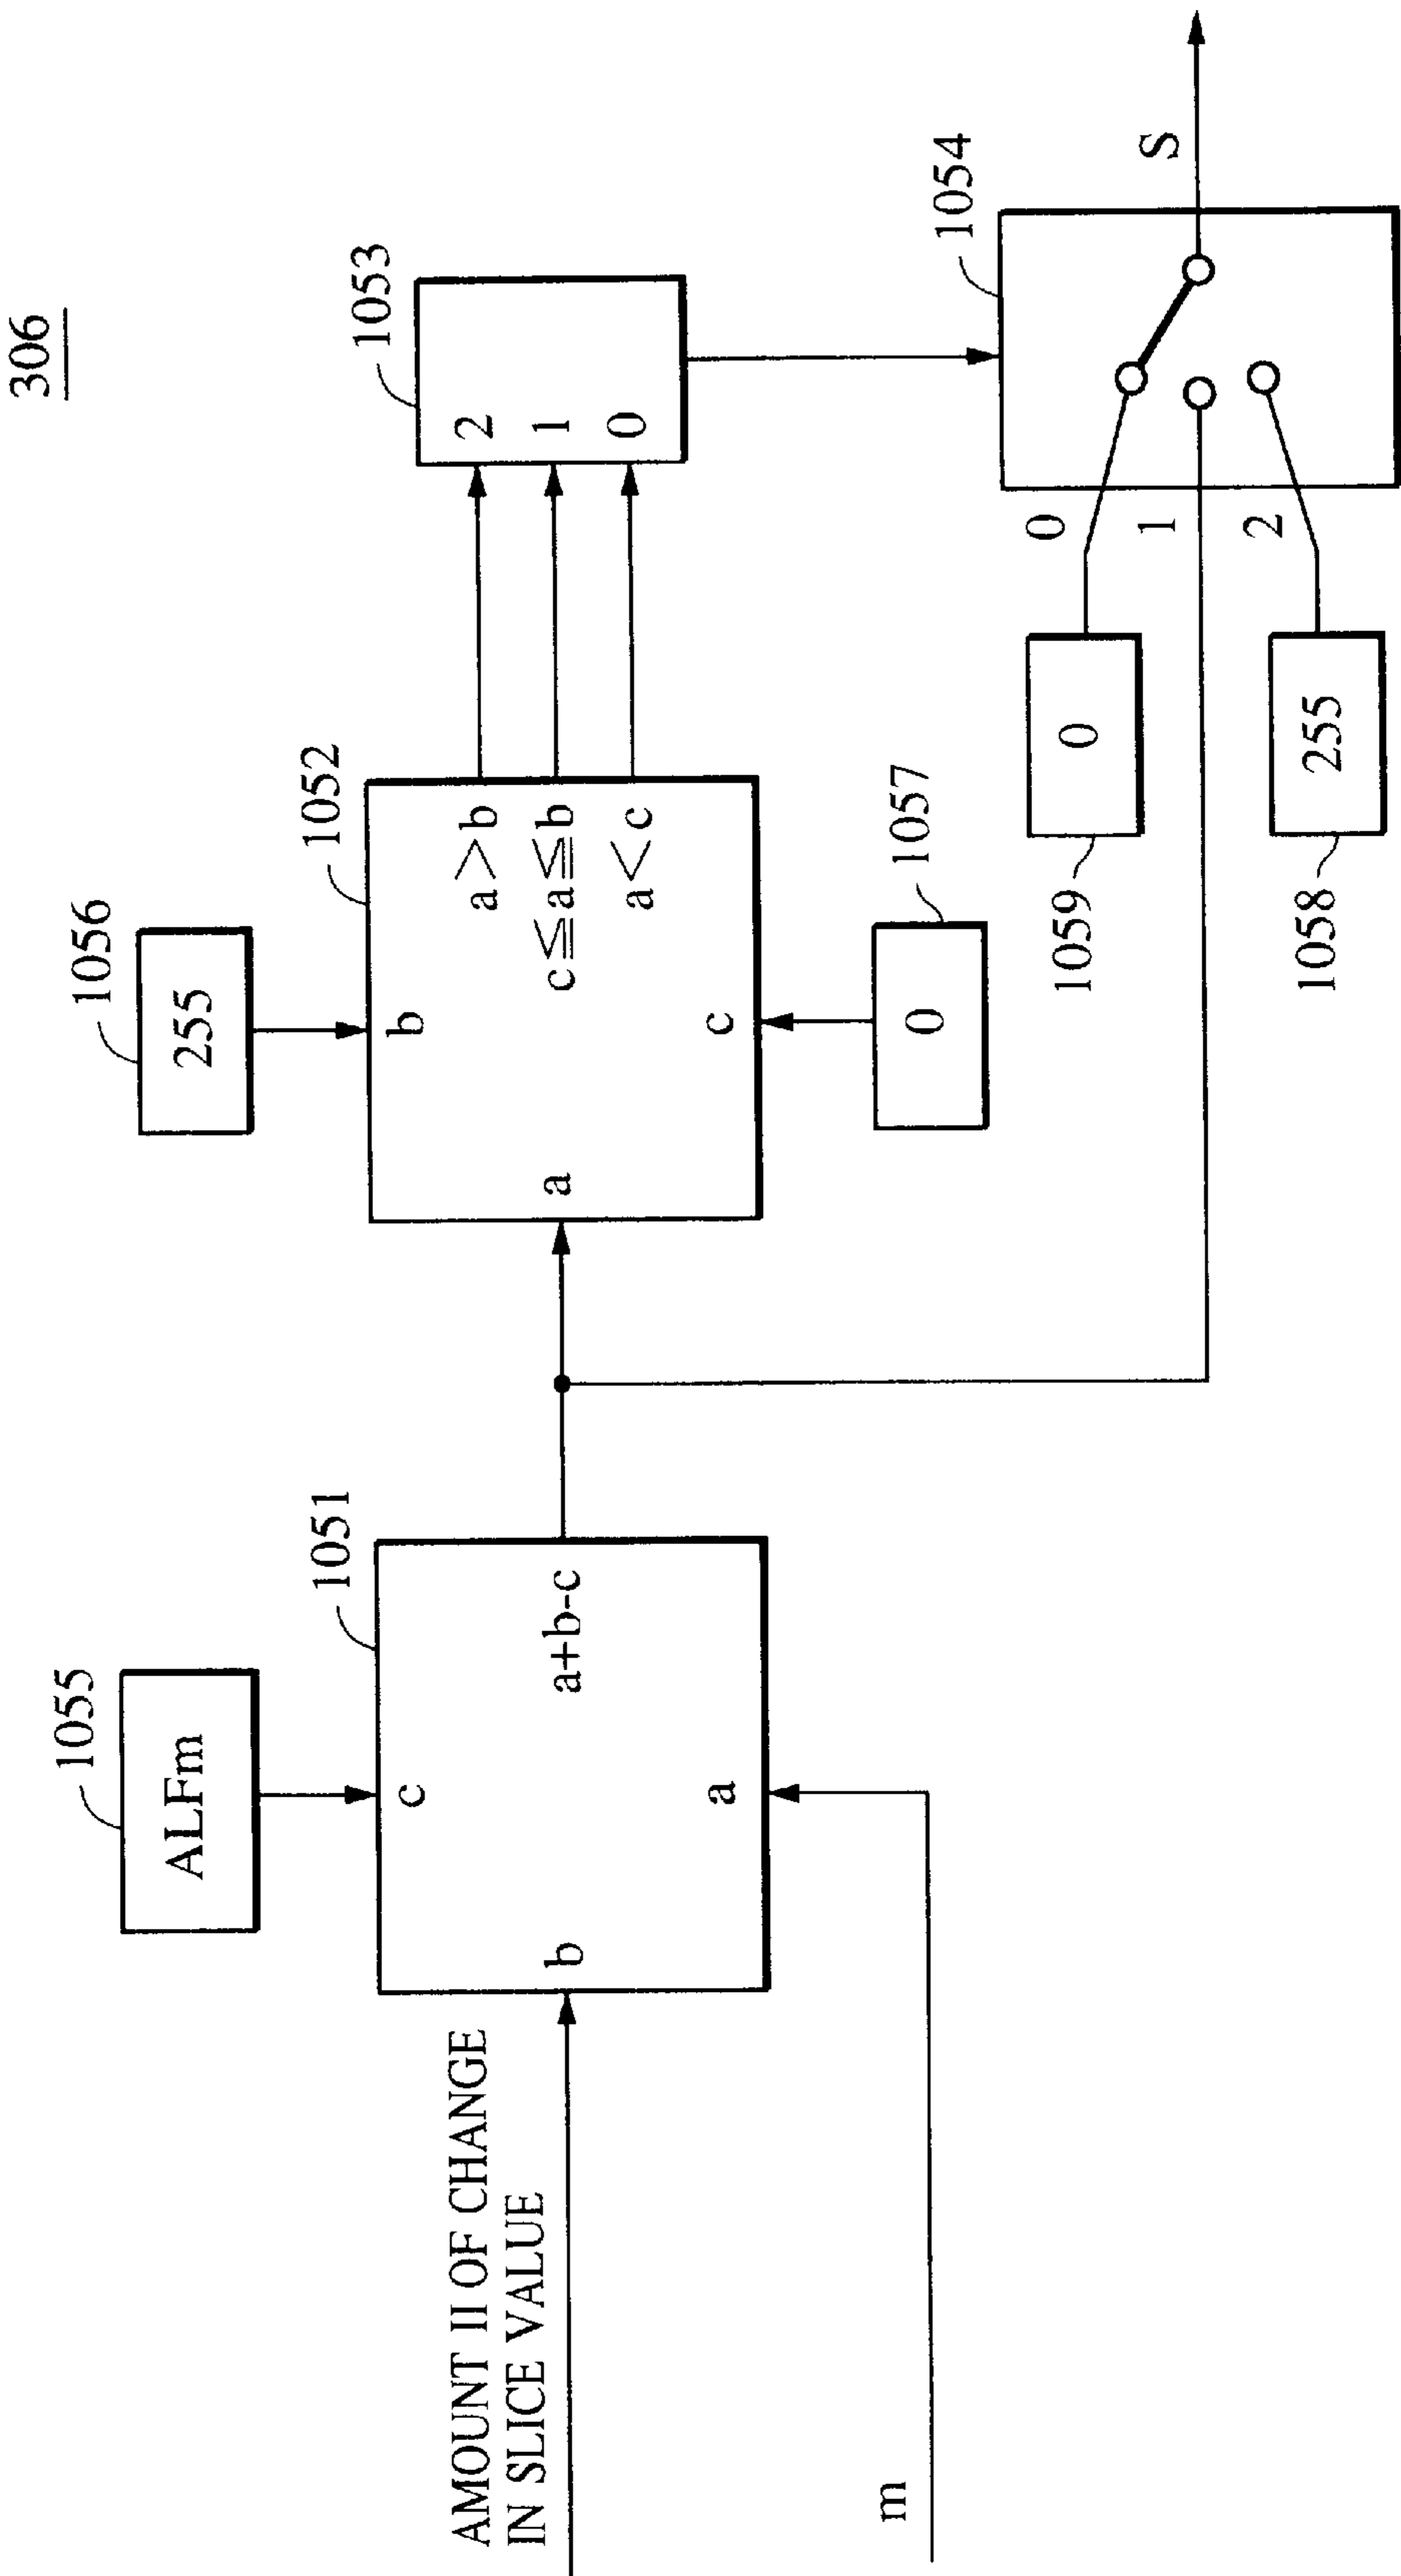 306
AMOUNT II OF CHANGE
IN SLICE VALUE
m
1055
ALFm
1051
c
b
a
a+b-c
1056
255
1052
b
a
c
a>b
c≦a≦b
a<c
1057
0
1053
2
1
0
1059
0
1058
255
0
1
2
1054
S